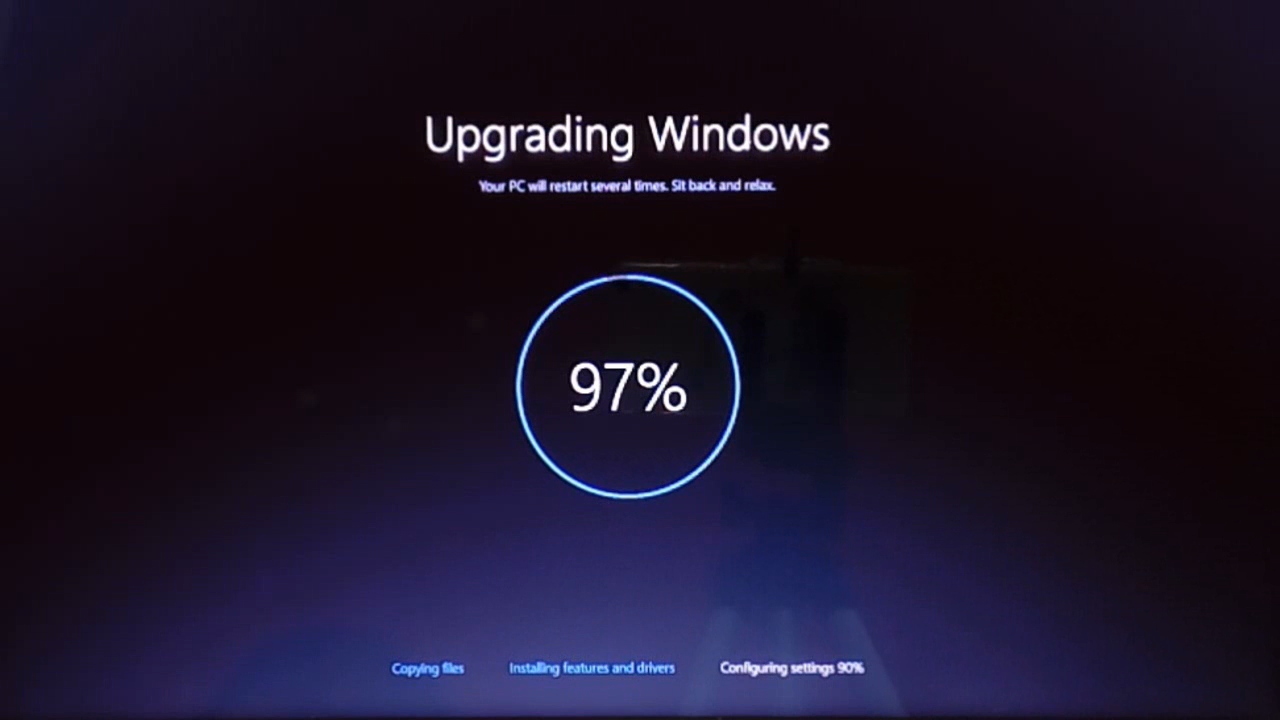 Upgrading Windows
Your PC will restart several times. Sit back and relax.
97%
Copying files Installing features and drivers Configuring settings 90%